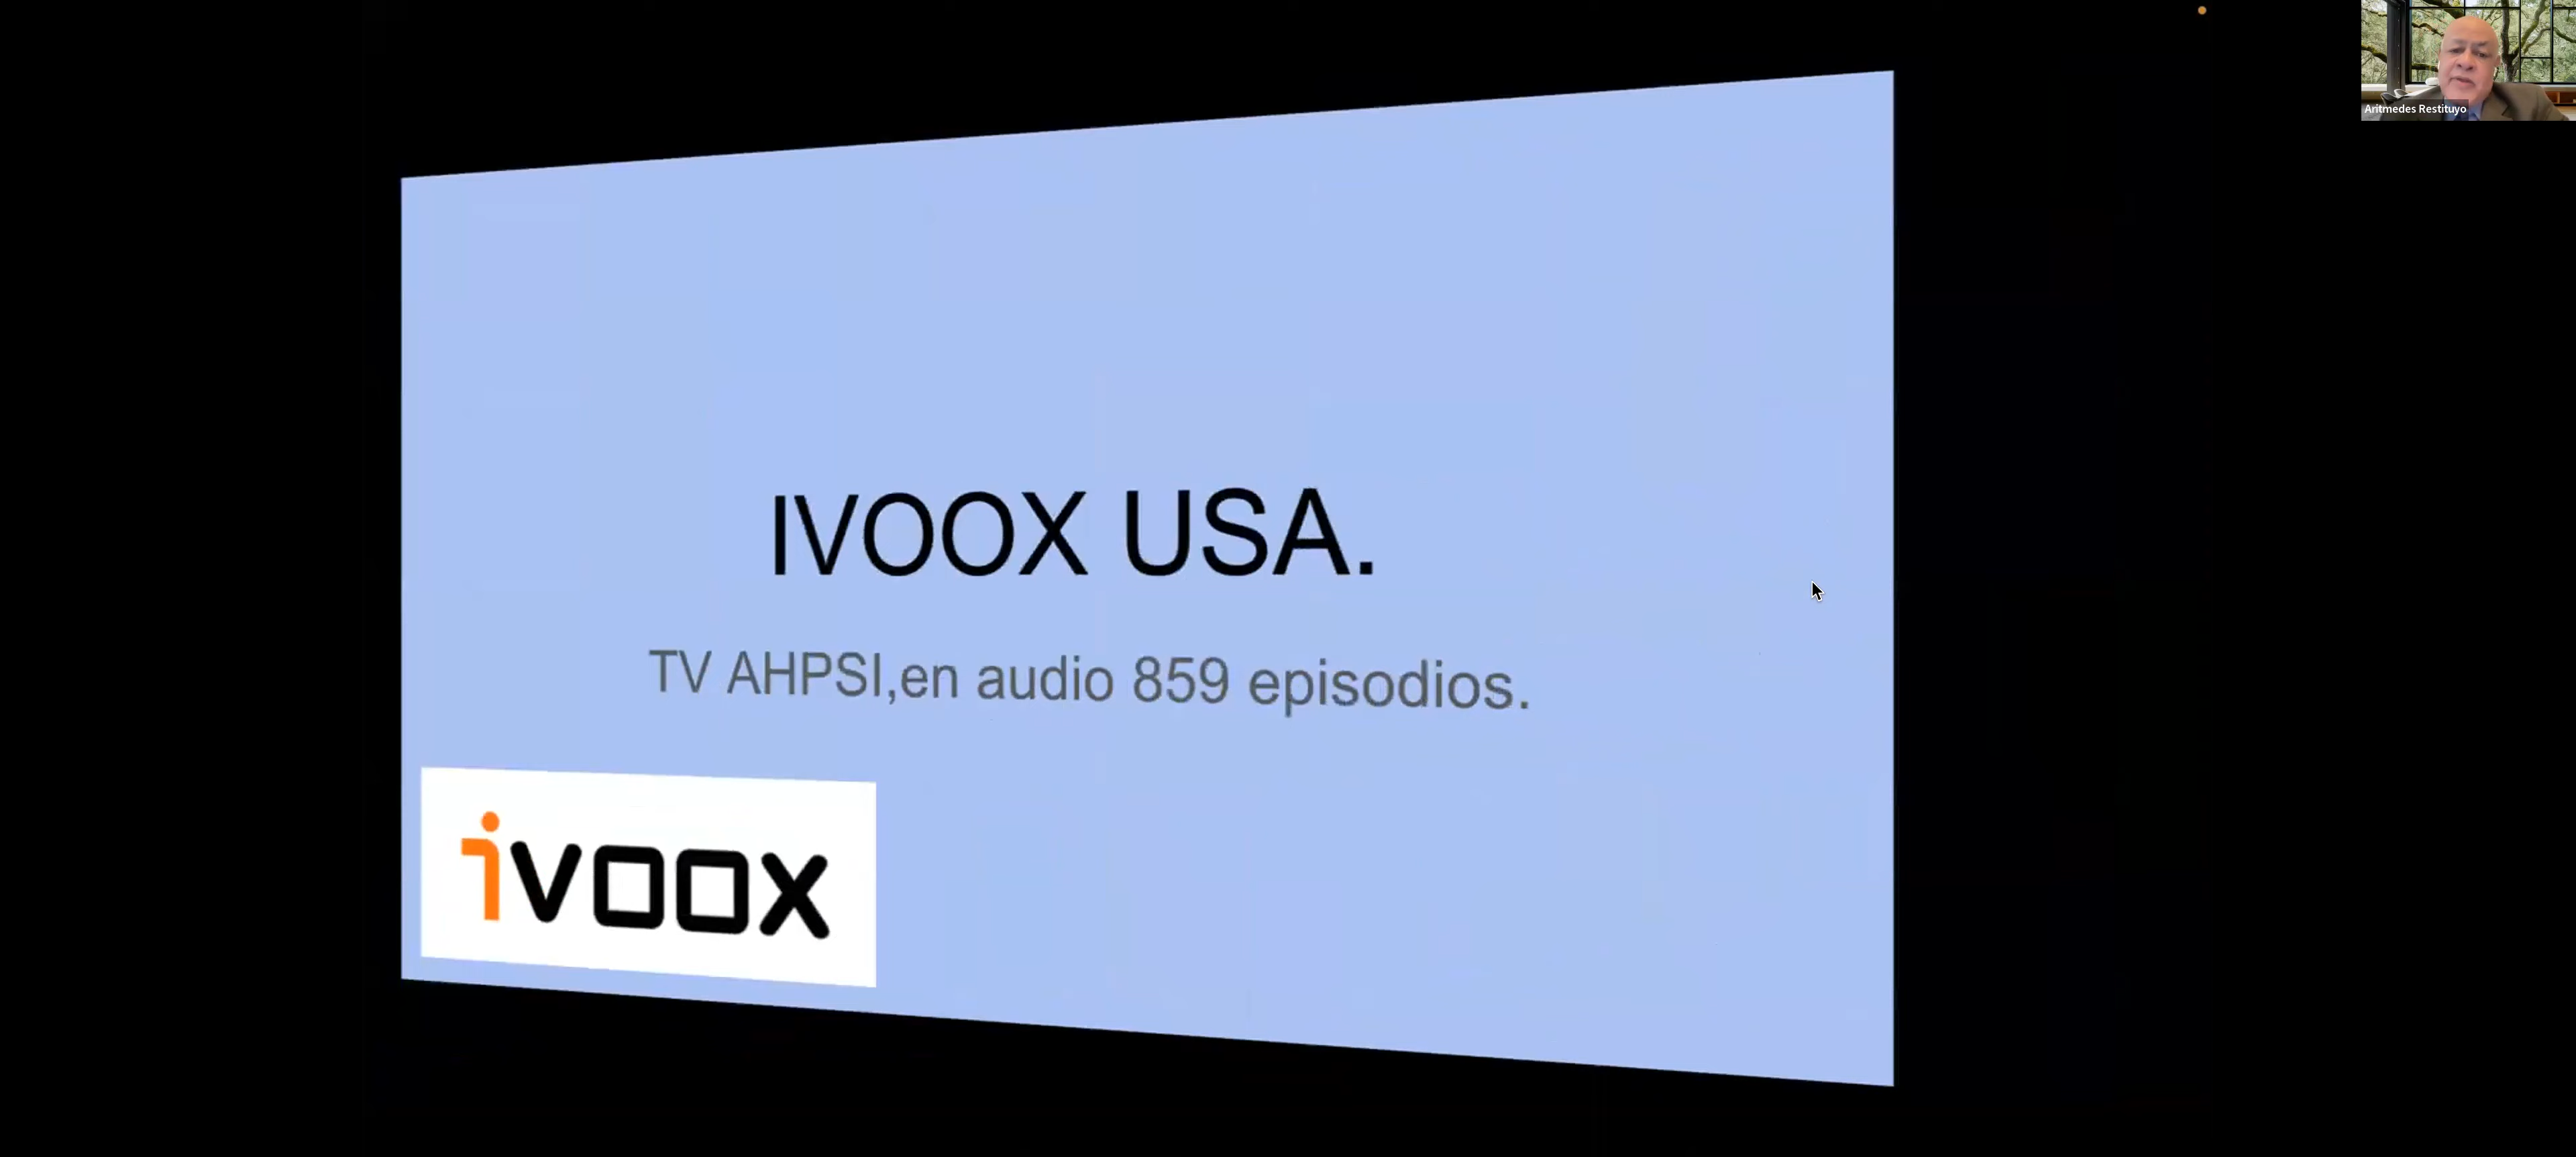 Aritmedes Restituyo
IVOOX USA.
TV AHPSI,en audio 859 episodios.
ivoox